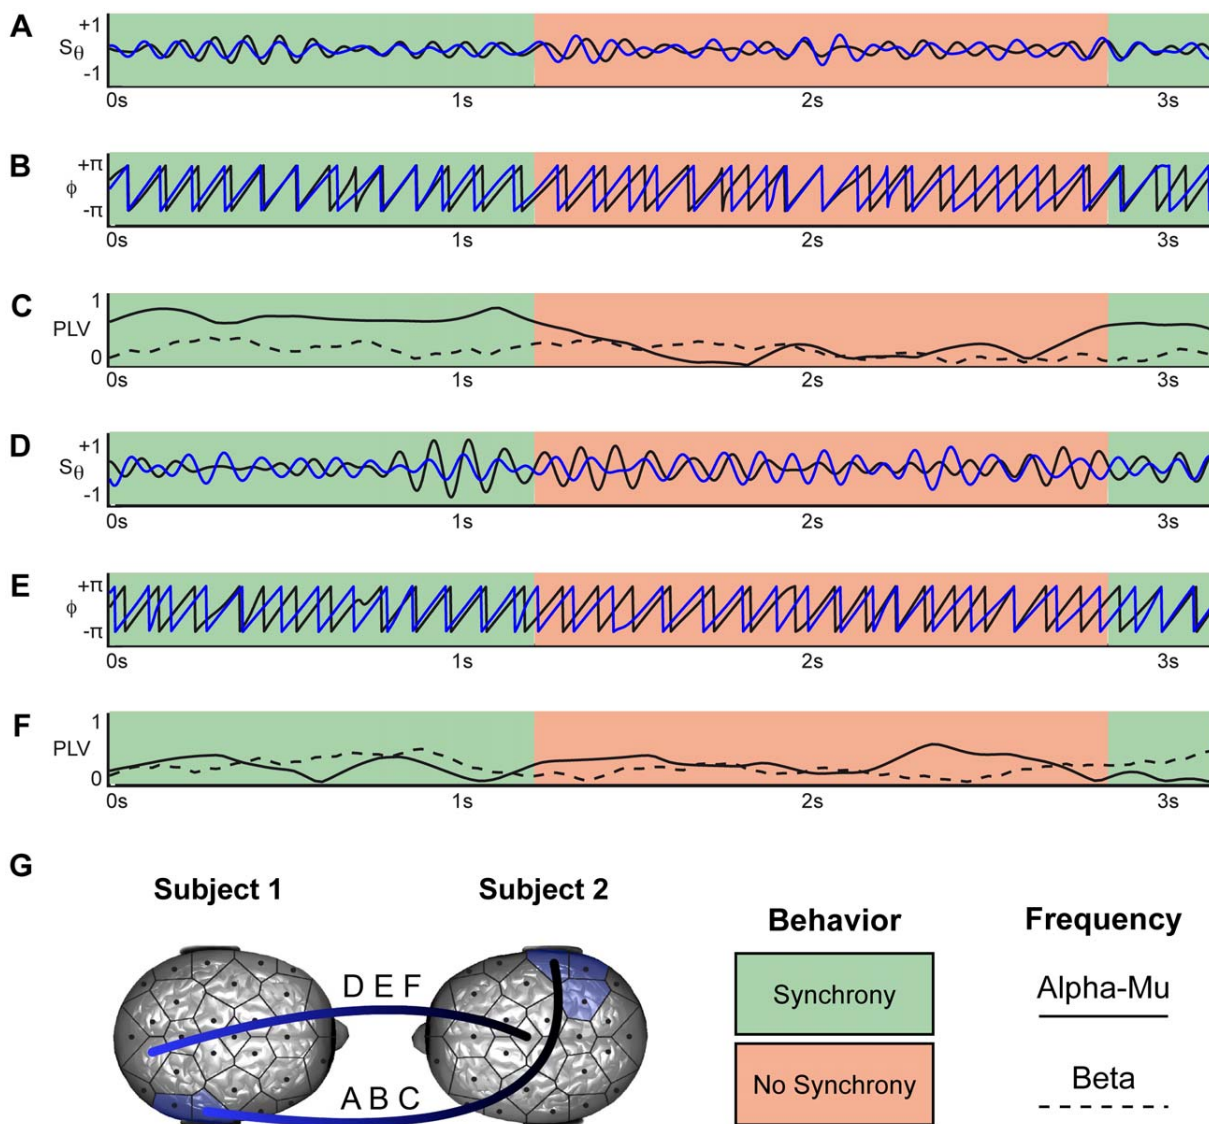 A
+1
Sθ
-1
0s 1s 2s 3s
B
+π
ϕ
-π
0s 1s 2s 3s
C
1
PLV
0
0s 1s 2s 3s
D
+1
Sθ
-1
0s 1s 2s 3s
E
+π
ϕ
-π
0s 1s 2s 3s
F
1
PLV
0
0s 1s 2s 3s
G
Subject 1 Subject 2
D E F
A B C
Behavior
Synchrony
No Synchrony
Frequency
Alpha-Mu
Beta